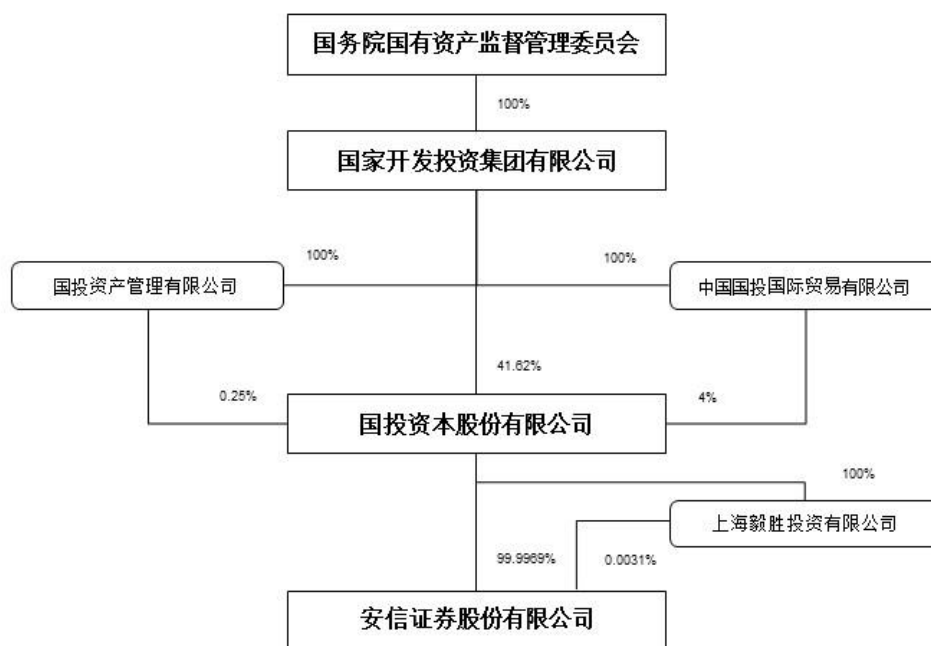 国务院国有资产监督管理委员会
100%
国家开发投资集团有限公司
100%
100%
国投资产管理有限公司
中国国投国际贸易有限公司
41.62%
0.25%
4%
国投资本股份有限公司
100%
上海毅胜投资有限公司
99.9969%
0.0031%
安信证券股份有限公司